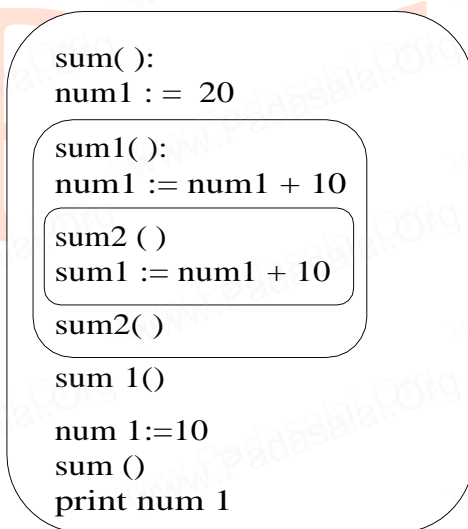 sum( ):
num1 : = 20
sum1( ):
num1 := num1 + 10
sum2 ( )
sum1 := num1 + 10
sum2( )
sum 1()
num 1:=10
sum ()
print num 1